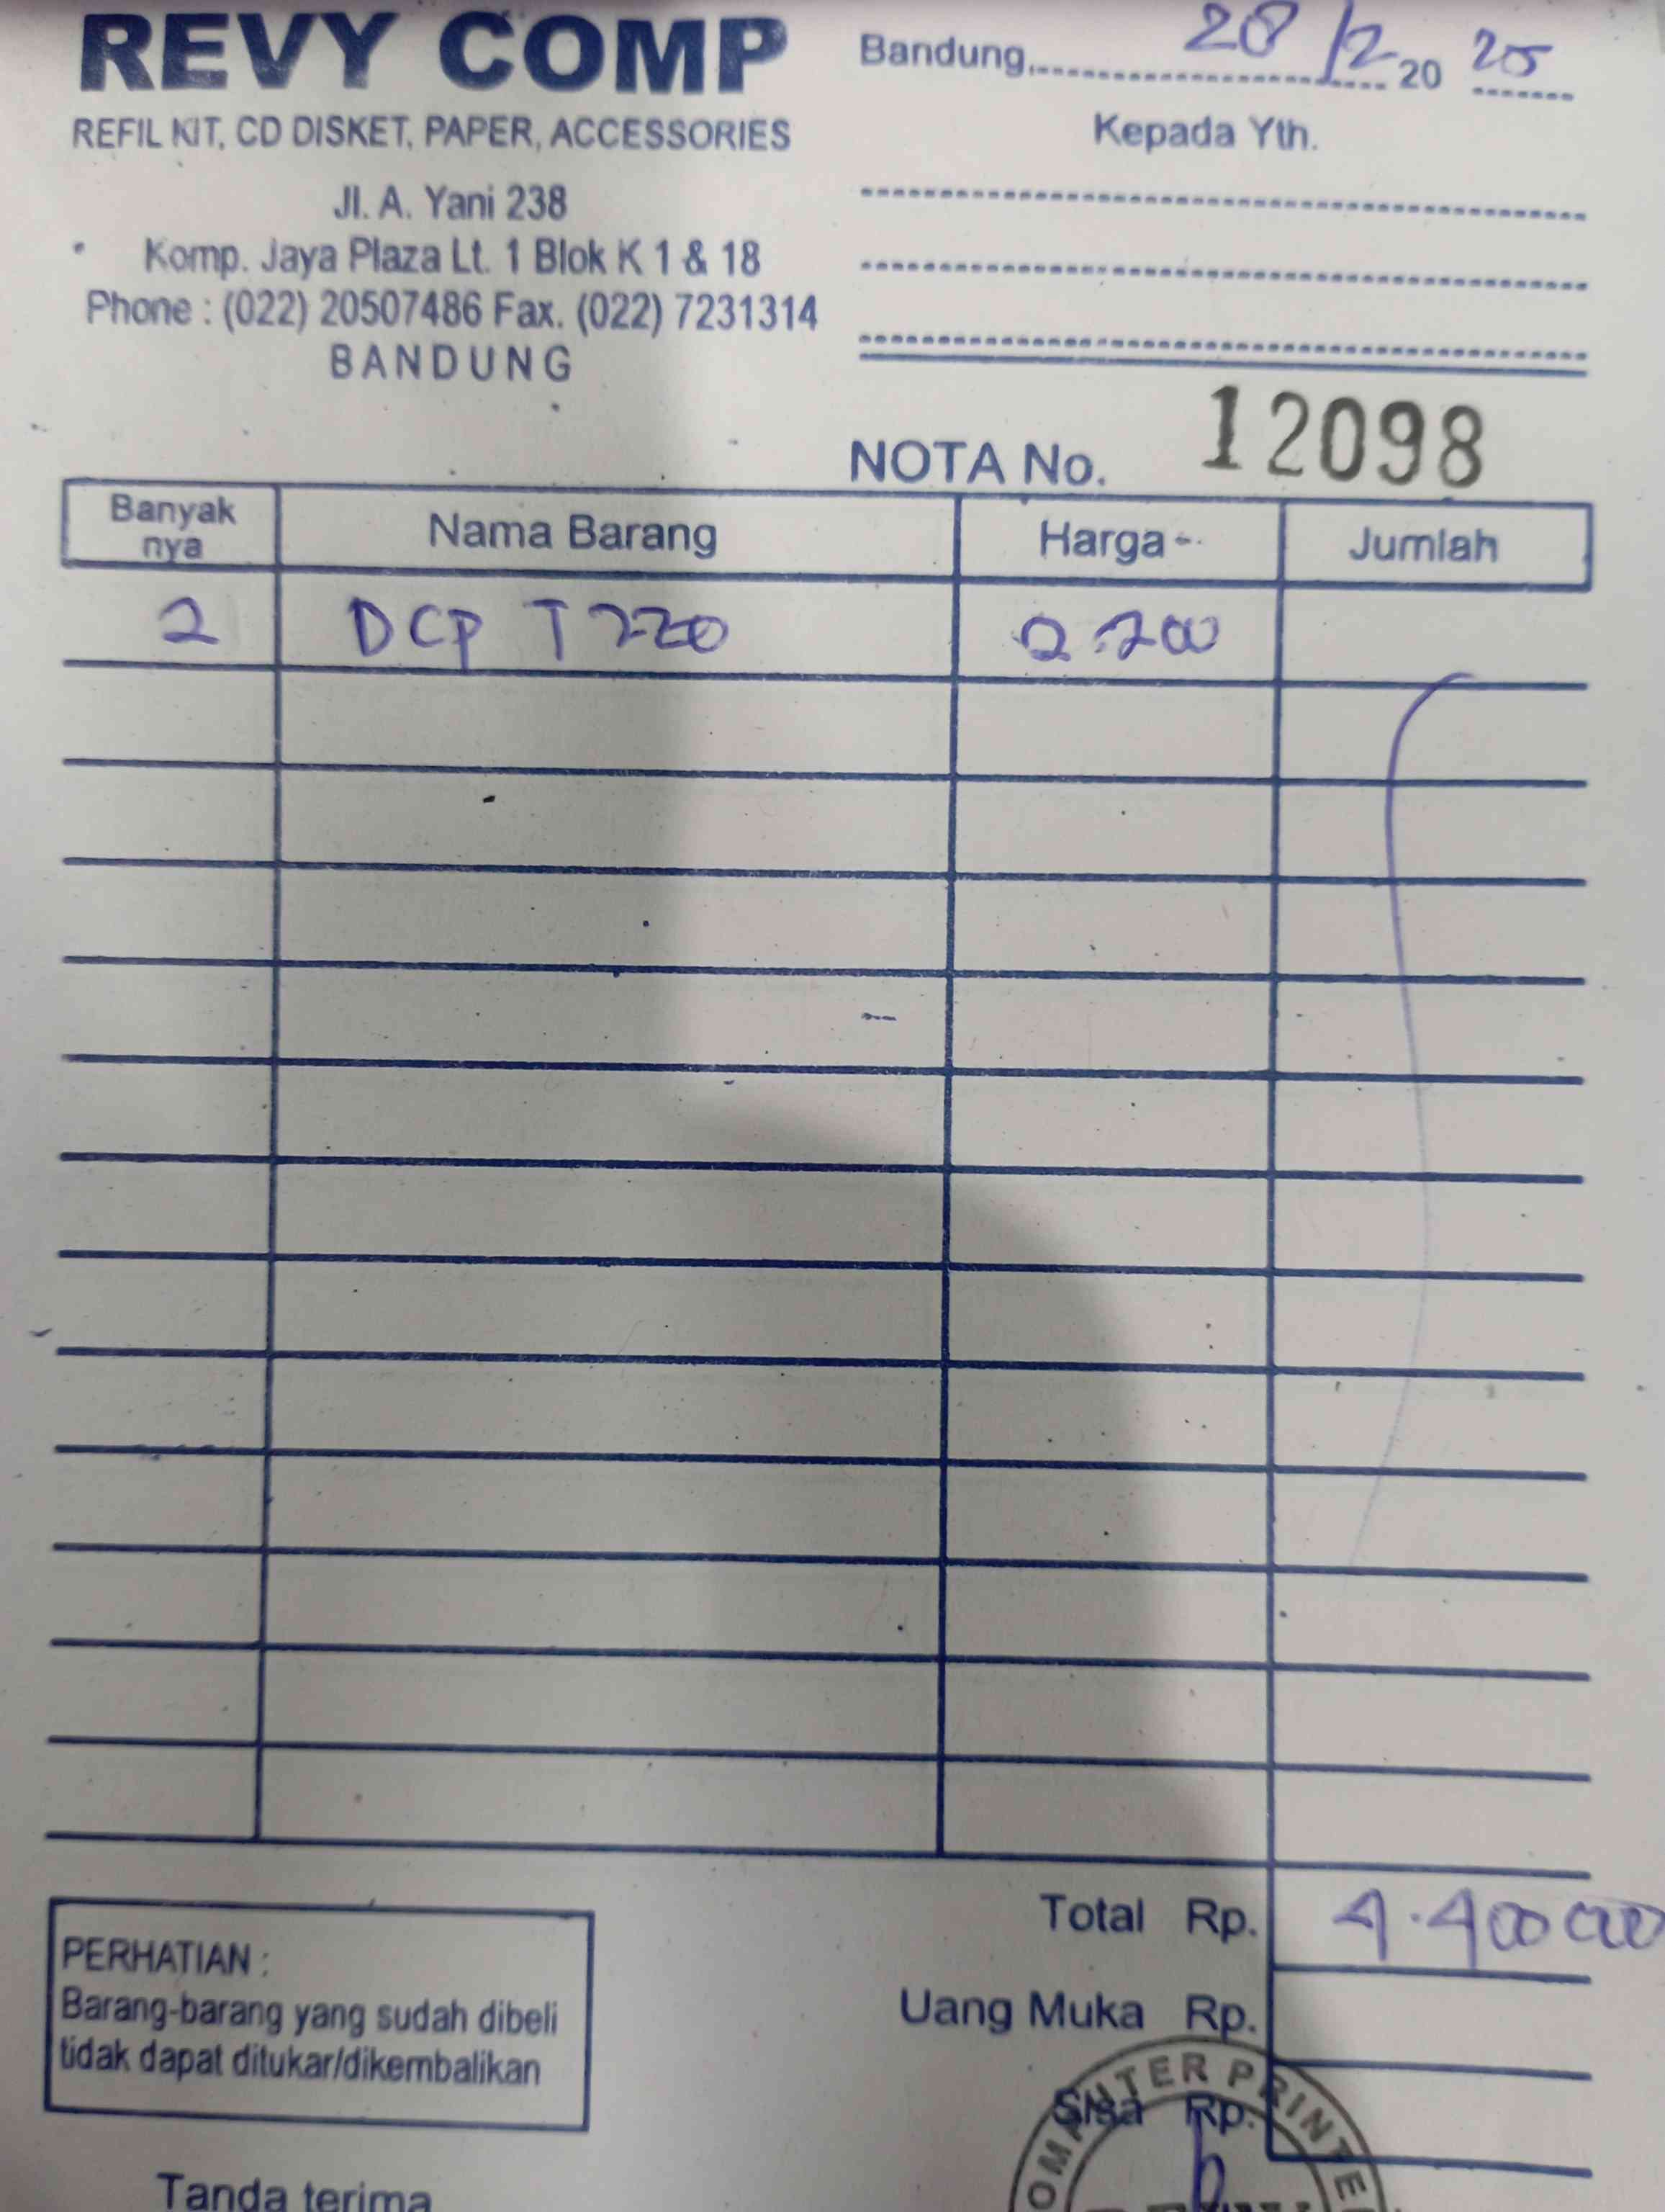 REVY COMP
REFIL KIT, CD DISKET, PAPER, ACCESSORIES
Jl. A. Yani 238
Komp. Jaya Plaza Lt. 1 Blok K 1 & 18
Phone : (022) 20507486 Fax. (022) 7231314
BANDUNG
Bandung, 28/2 20 25
Kepada Yth.
NOTA No. 12098
Banyak nya Nama Barang Harga Jumlah
2 DCP T220 2.200
Total Rp. 4.400 000
Uang Muka Rp.
Sisa Rp.
PERHATIAN :
Barang-barang yang sudah dibeli
tidak dapat ditukar/dikembalikan
Tanda terima
COMPUTER PRINTER